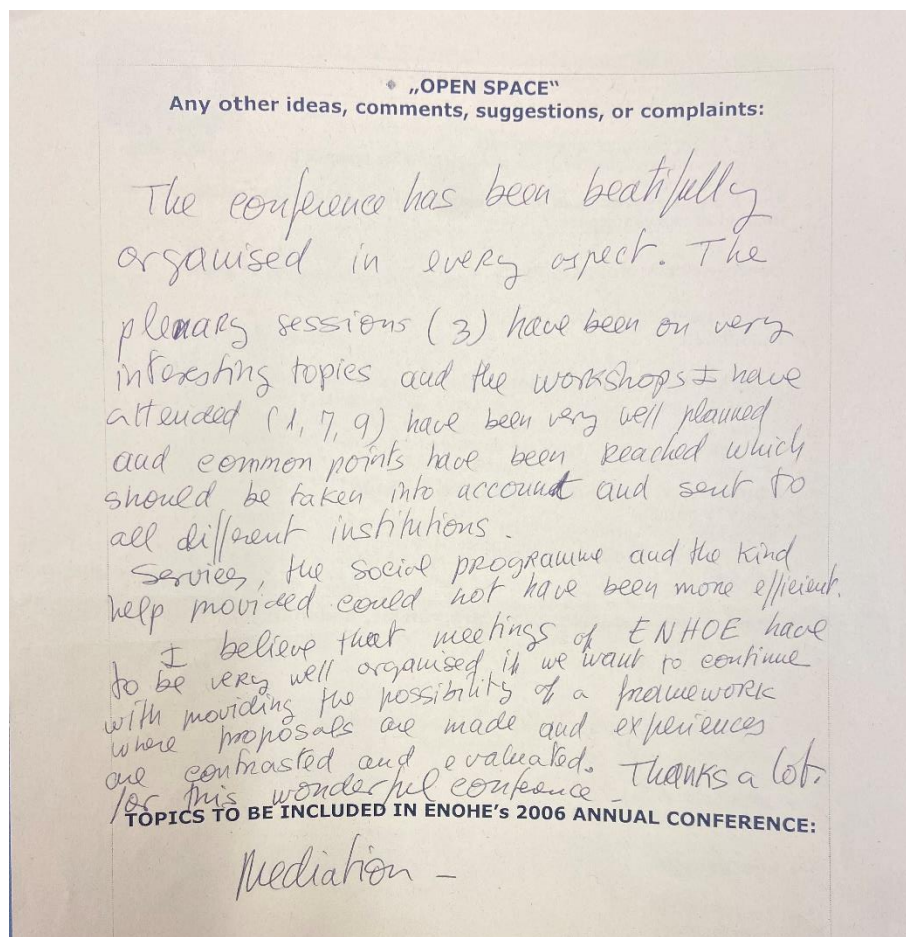 „OPEN SPACE“
Any other ideas, comments, suggestions, or complaints:
The conference has been beatifully
organised in every aspect. The
plenary sessions (3) have been on very
interesting topics and the workshops I have
attended (1, 7, 9) have been very well planned
and common points have been reached which
should be taken into account and sent to
all different institutions.
Services, the social programme and the kind
help provided could not have been more efficient.
I believe that meetings of ENHOE have
to be very well organised if we want to continue
with providing the possibility of a framework
where proposals are made and experiences
are contrasted and evaluated. Thanks a lot.
for this wonderful conference _
TOPICS TO BE INCLUDED IN ENOHE's 2006 ANNUAL CONFERENCE:
Mediation –